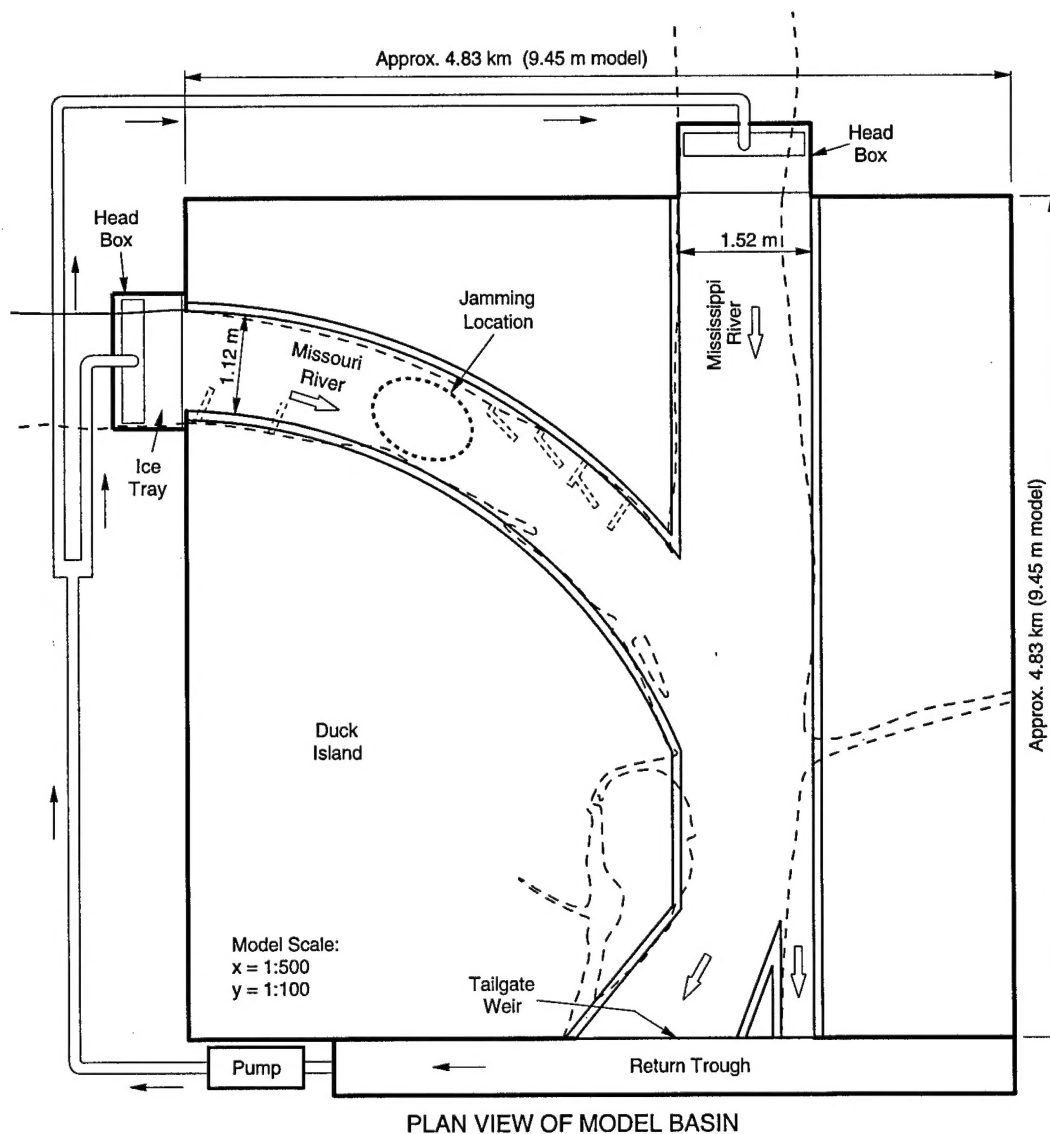 Approx. 4.83 km (9.45 m model)
Head
Box
Head
Box
1.52 m
Jamming
Location
Mississippi
River
Missouri
River
1.12 m
Ice
Tray
Approx. 4.83 km (9.45 m model)
Duck
Island
Model Scale:
x = 1:500
y = 1:100
Tailgate
Weir
Pump
Return Trough
PLAN VIEW OF MODEL BASIN